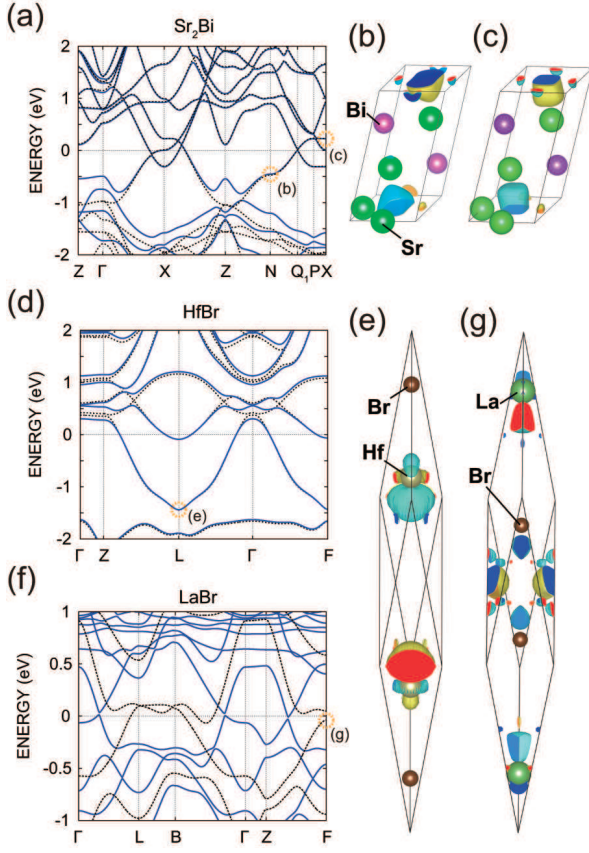 (a)
Sr2Bi
ENERGY (eV)
2
1
0
-1
-2
(c)
(b)
Z Γ X Z N Q1 P X
(b)
(c)
Bi
Sr
(d)
HfBr
ENERGY (eV)
2
1
0
-1
-2
(e)
Γ Z L Γ F
(e)
Br
Hf
(g)
La
Br
(f)
LaBr
ENERGY (eV)
1
0.5
0
-0.5
-1
(g)
Γ L B Γ Z F